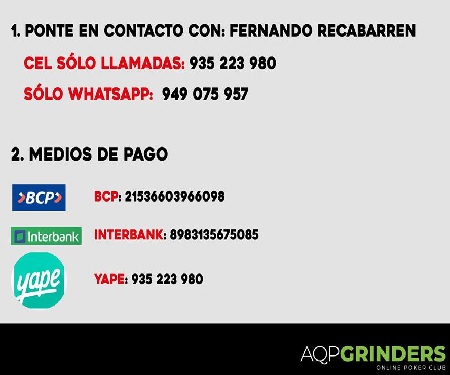 1. PONTE EN CONTACTO CON: FERNANDO RECABARREN
CEL SÓLO LLAMADAS: 935 223 980
SÓLO WHATSAPP: 949 075 957
2. MEDIOS DE PAGO
BCP BCP: 21536603966098
Interbank INTERBANK: 8983135675085
yape YAPE: 935 223 980
AQPGRINDERS
ONLINE POKER CLUB